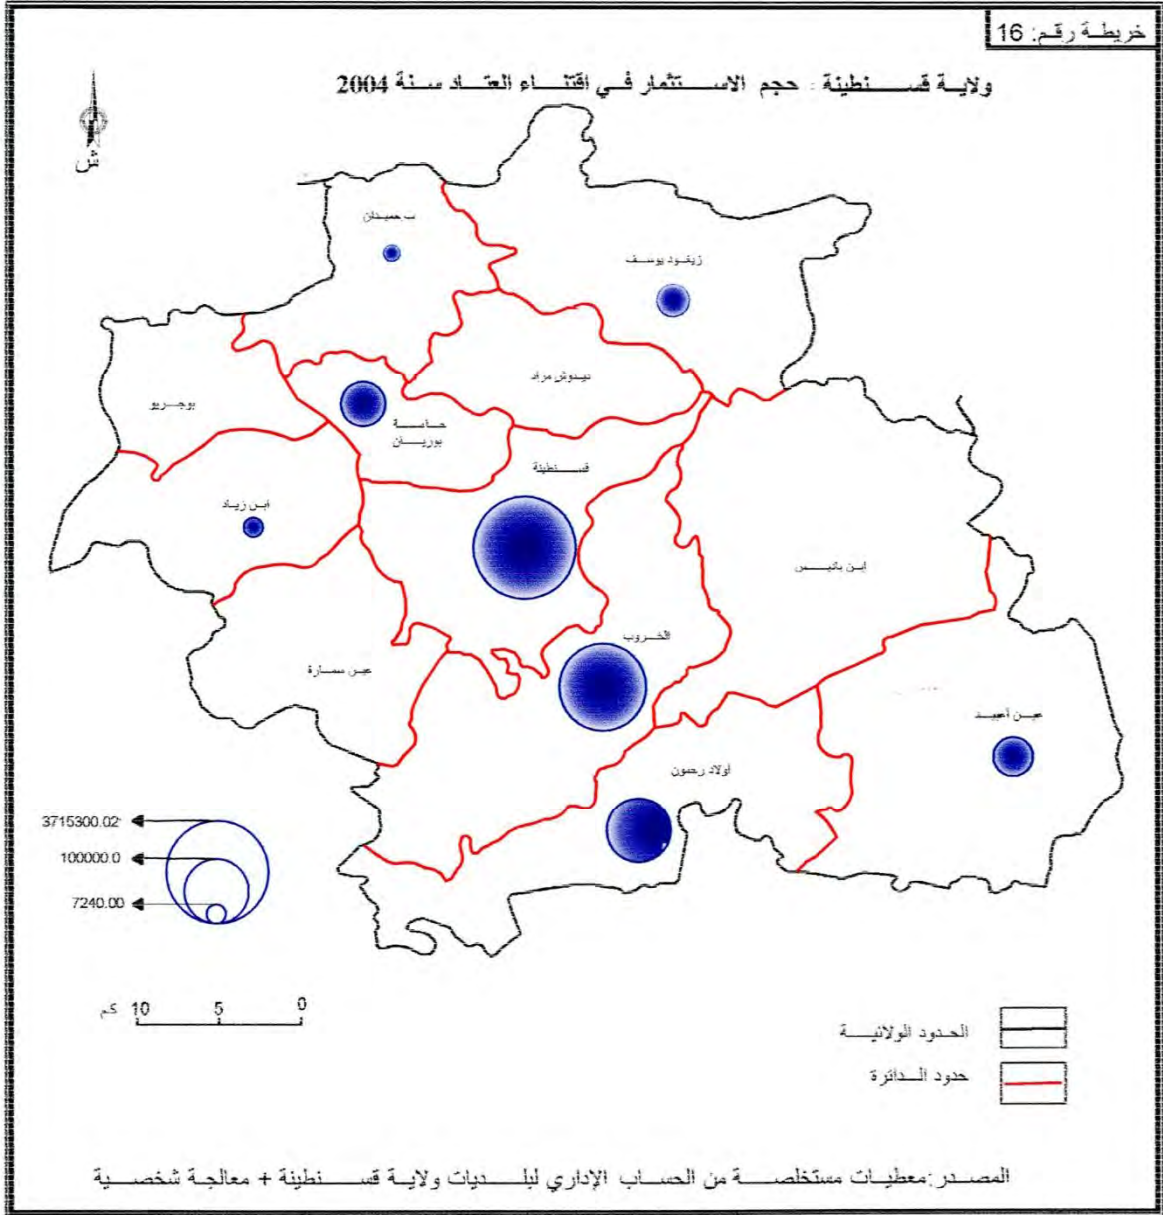 خريطة رقم: 16
ولاية قسنطينة : حجم الاستثمار في اقتناء العتاد سنة 2004
ش
ب حميدان
زيغود يوسف
ديدوش مراد
بوجريو
حامة
بوزيان
قسنطينة
ابن زياد
إبن باديس
الخروب
عين سمارة
عين أعبيد
أولاد رحمون
3715300.02
100000.0
7240.00
كم 10 5 0
الحدود الولائية
حدود الدائرة
المصدر:معطيات مستخلصة من الحساب الإداري لبلديات ولاية قسنطينة + معالجة شخصية